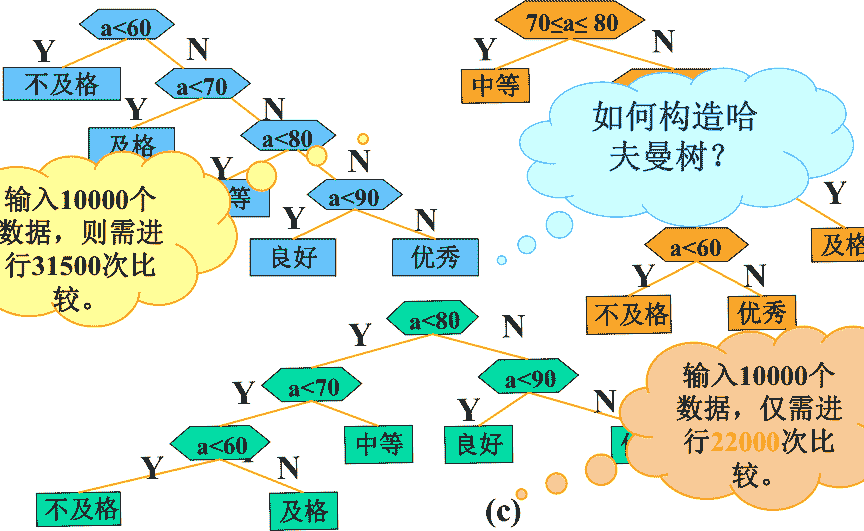 a<60
Y
N
不及格
a<70
Y
N
及格
a<80
Y
N
等
a<90
Y
N
良好
优秀
输入10000个
数据，则需进
行31500次比
较。
70≤a≤ 80
Y
N
中等
如何构造哈
夫曼树？
Y
及格
a<60
Y
N
不及格
优秀
a<80
Y
N
a<70
Y
a<90
Y
N
a<60
中等
良好
Y
N
不及格
及格
输入10000个
数据，仅需进
行22000次比
较。
(c)